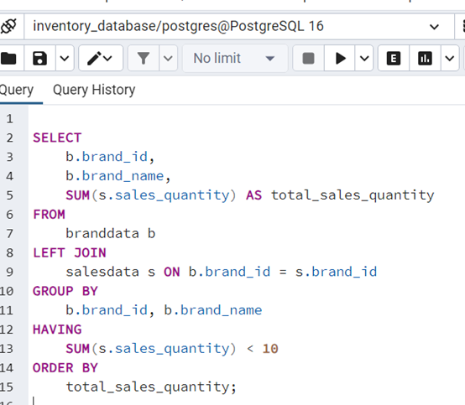 inventory_database/postgres@PostgreSQL 16
No limit
E
Query Query History
1
2 SELECT
3 b.brand_id,
4 b.brand_name,
5 SUM(s.sales_quantity) AS total_sales_quantity
6 FROM
7 branddata b
8 LEFT JOIN
9 salesdata s ON b.brand_id = s.brand_id
10 GROUP BY
11 b.brand_id, b.brand_name
12 HAVING
13 SUM(s.sales_quantity) < 10
14 ORDER BY
15 total_sales_quantity;
16